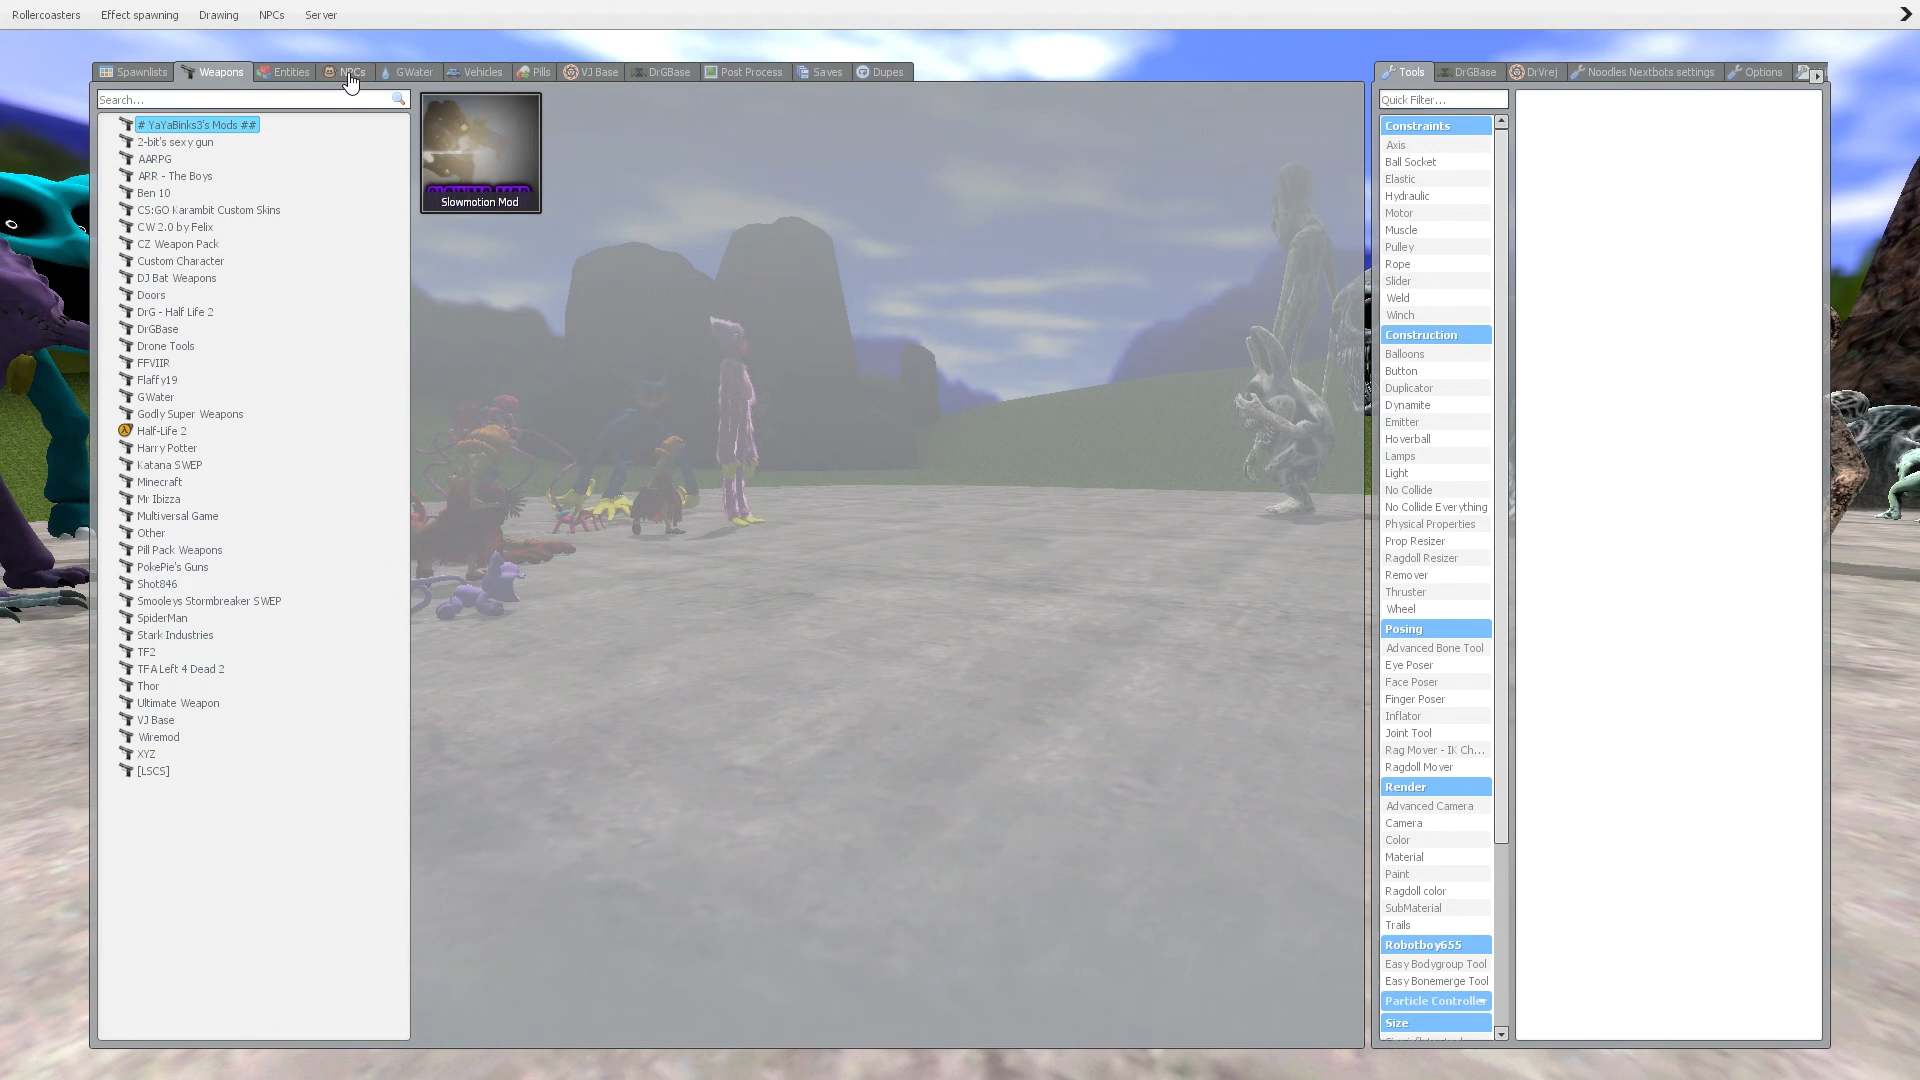 Rollercoasters Effect spawning Drawing NPCs Server
Spawnlists Weapons Entities NPCs GWater Vehicles Pills VJ Base DrGBase Post Process Saves Dupes
Search...
# YaYaBinks3's Mods ##
2-bit's sexy gun
AARPG
ARR - The Boys
Ben 10
CS:GO Karambit Custom Skins
CW 2.0 by Felix
CZ Weapon Pack
Custom Character
DJ Bat Weapons
Doors
DrG - Half Life 2
DrGBase
Drone Tools
FFVIIR
Flaffy19
GWater
Godly Super Weapons
Half-Life 2
Harry Potter
Katana SWEP
Minecraft
Mr Ibizza
Multiversal Game
Other
Pill Pack Weapons
PokePie's Guns
Shot846
Smooleys Stormbreaker SWEP
SpiderMan
Stark Industries
TF2
TFA Left 4 Dead 2
Thor
Ultimate Weapon
VJ Base
Wiremod
XYZ
[LSCS]
SLOWMO MOD
Slowmotion Mod
Tools DrGBase DrVrej Noodles Nextbots settings Options
Quick Filter...
Constraints
Axis
Ball Socket
Elastic
Hydraulic
Motor
Muscle
Pulley
Rope
Slider
Weld
Winch
Construction
Balloons
Button
Duplicator
Dynamite
Emitter
Hoverball
Lamps
Light
No Collide
No Collide Everything
Physical Properties
Prop Resizer
Ragdoll Resizer
Remover
Thruster
Wheel
Posing
Advanced Bone Tool
Eye Poser
Face Poser
Finger Poser
Inflator
Joint Tool
Rag Mover - IK Ch...
Ragdoll Mover
Render
Advanced Camera
Camera
Color
Material
Paint
Ragdoll color
SubMaterial
Trails
Robotboy655
Easy Bodygroup Tool
Easy Bonemerge Tool
Particle Controller
Size